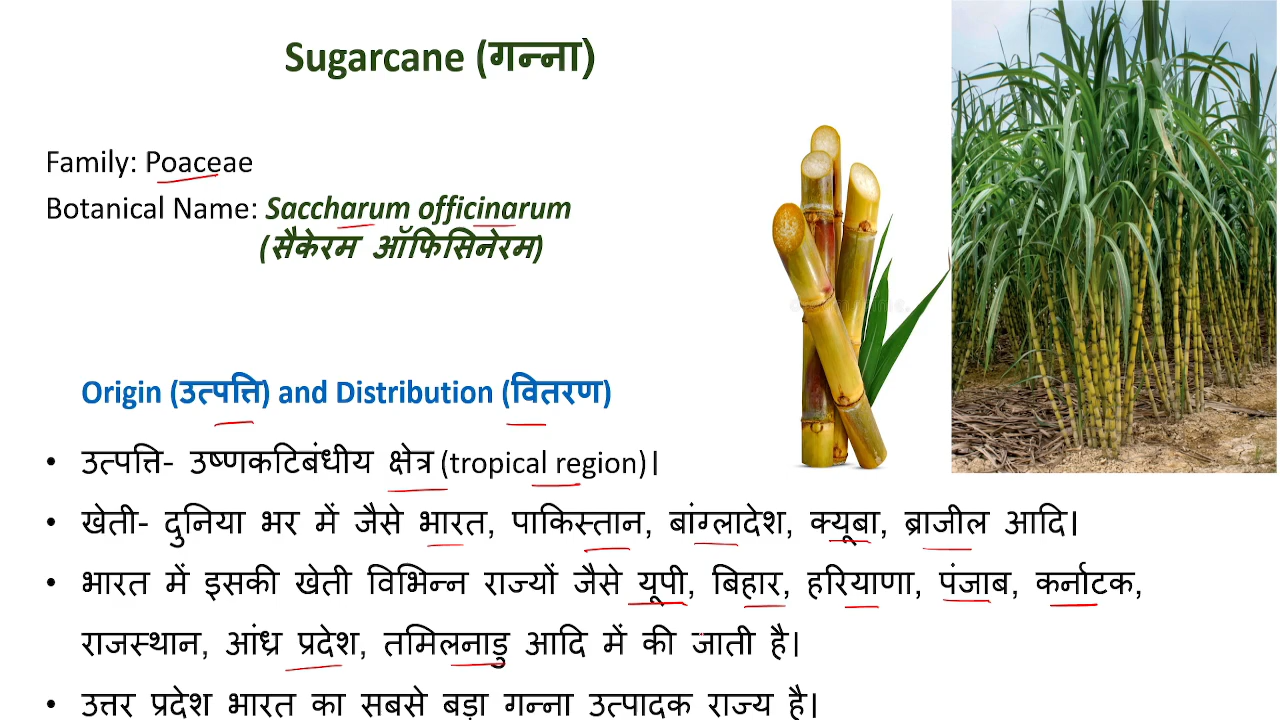 Sugarcane (गन्ना)
Family: Poaceae
Botanical Name: Saccharum officinarum
(सैकेरम ऑफिसिनेरम)
Origin (उत्पत्ति) and Distribution (वितरण)
• उत्पत्ति- उष्णकटिबंधीय क्षेत्र (tropical region)।
• खेती- दुनिया भर में जैसे भारत, पाकिस्तान, बांग्लादेश, क्यूबा, ब्राजील आदि।
• भारत में इसकी खेती विभिन्न राज्यों जैसे यूपी, बिहार, हरियाणा, पंजाब, कर्नाटक,
राजस्थान, आंध्र प्रदेश, तमिलनाडु आदि में की जाती है।
• उत्तर प्रदेश भारत का सबसे बड़ा गन्ना उत्पादक राज्य है।